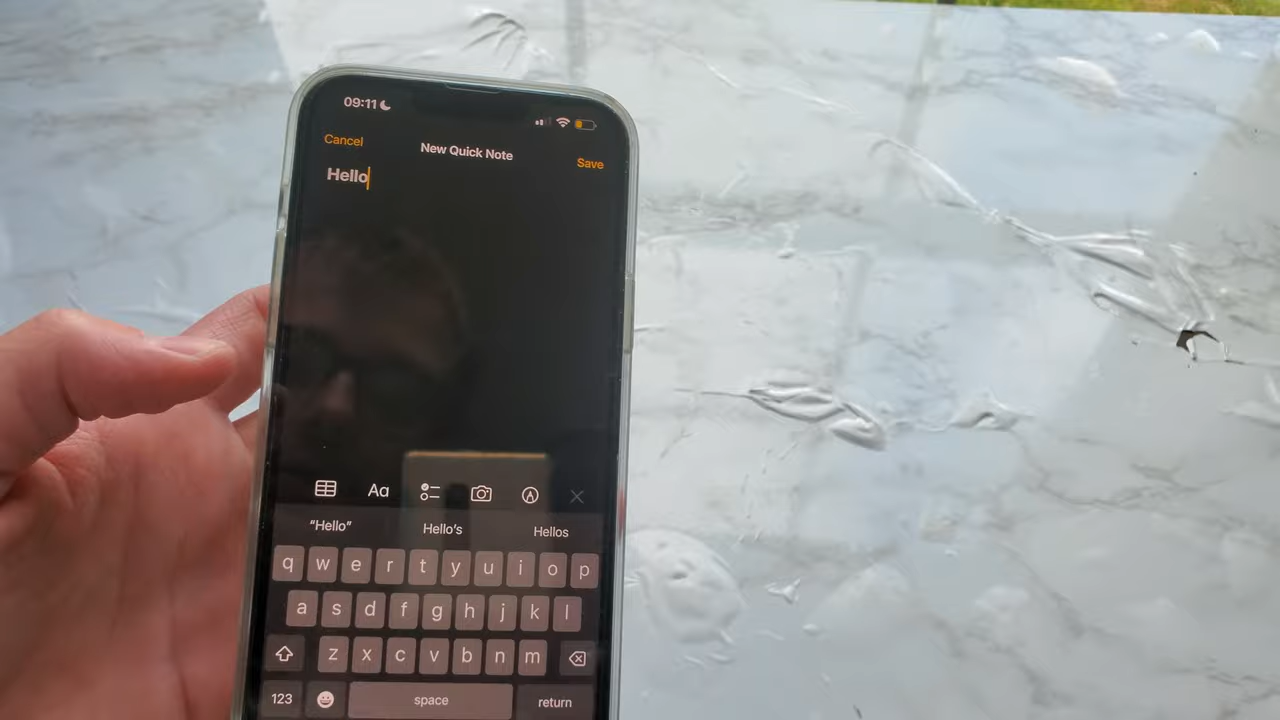 09:11
Cancel New Quick Note Save
Hello
Aa
“Hello” Hello’s Hellos
q w e r t y u i o p
a s d f g h j k l
z x c v b n m
123 space return